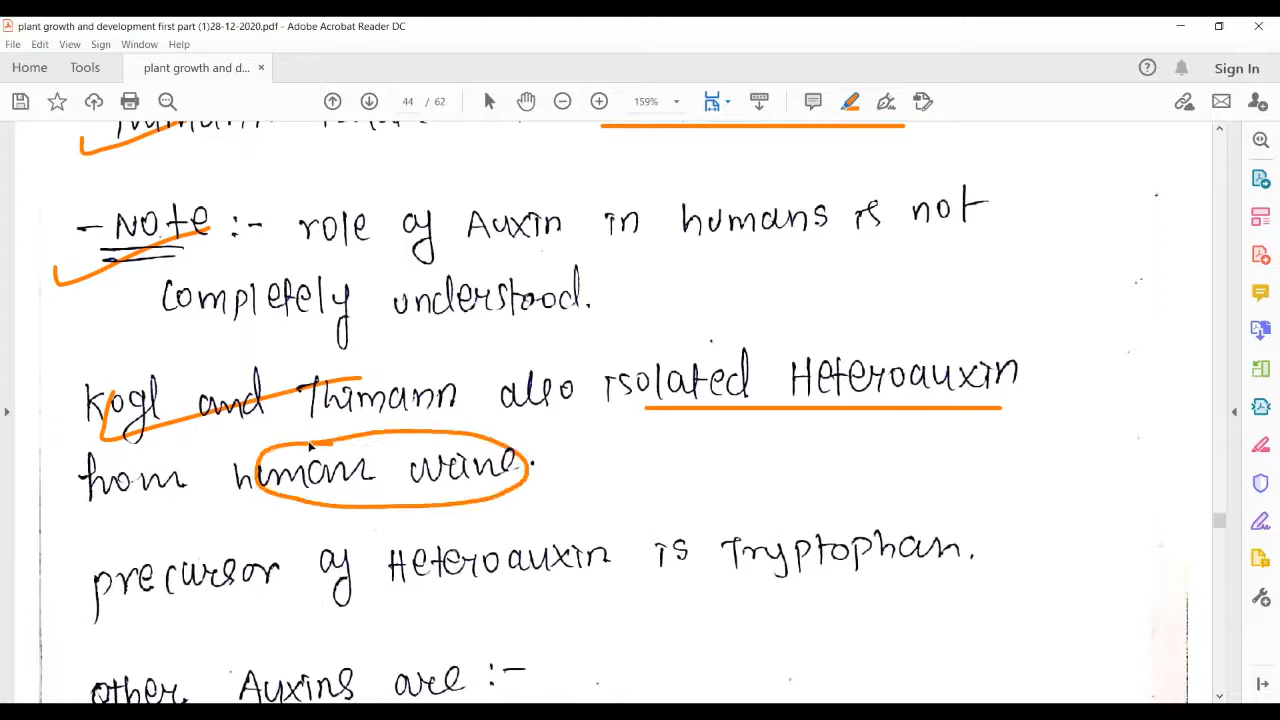 plant growth and development first part (1)28-12-2020.pdf - Adobe Acrobat Reader DC
File Edit View Sign Window Help
Home Tools plant growth and d... × Sign In
44 / 62 159%
- Note :- role of Auxin in humans is not
completely understood.
Kogl and Thimann also isolated Heteroauxin
from human urine.
precursor of Heteroauxin is Tryptophan.
other Auxins are :-